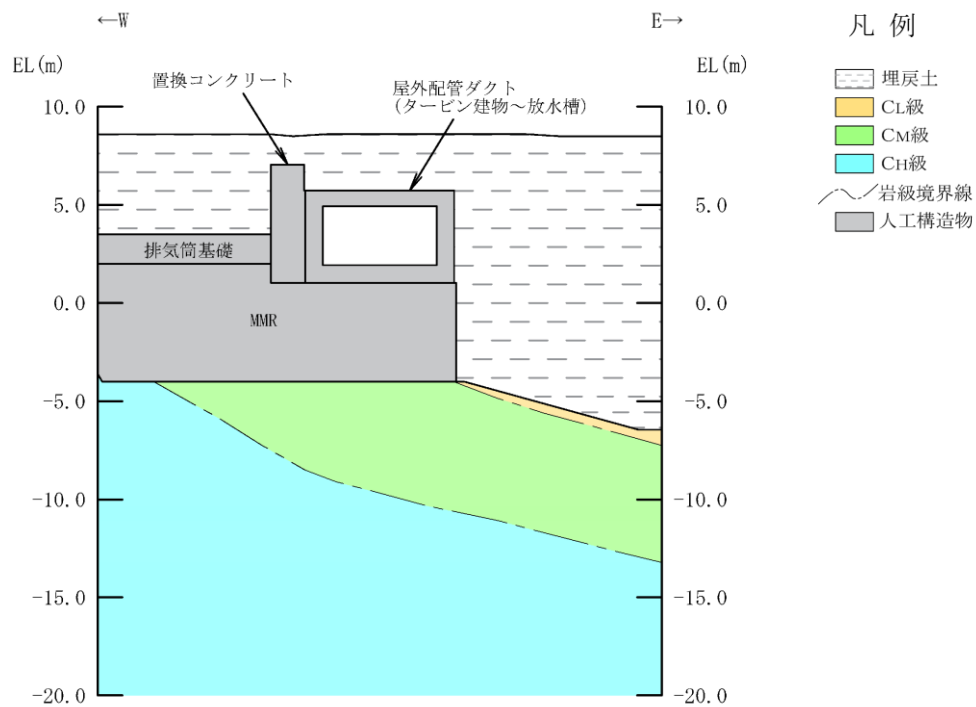 ←W
E→
凡 例
EL(m)
EL(m)
置換コンクリート
屋外配管ダクト
(タービン建物～放水槽)
埋戻土
CL級
CM級
CH級
岩級境界線
人工構造物
10.0
10.0
5.0
5.0
排気筒基礎
0.0
0.0
MMR
-5.0
-5.0
-10.0
-10.0
-15.0
-15.0
-20.0
-20.0